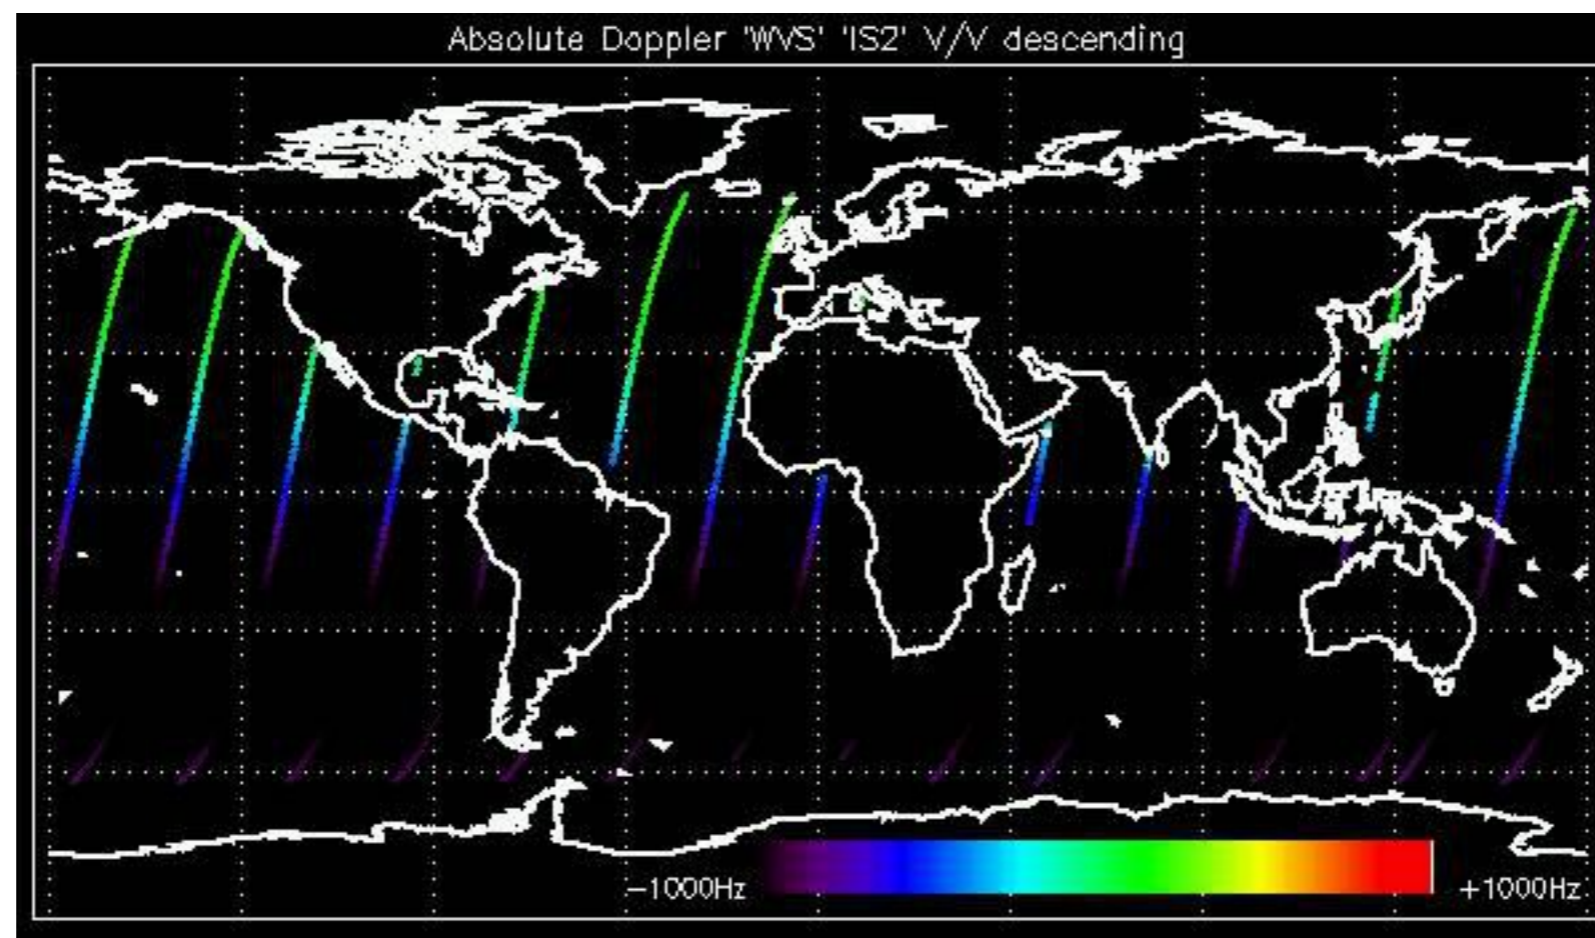 Absolute Doppler 'WVS' 'IS2' V/V descending
-1000Hz
+1000Hz